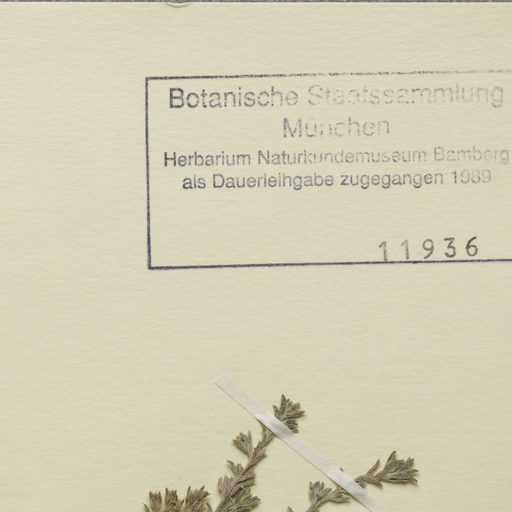 Botanische Staatssammlung
München
Herbarium Naturkundemuseum Bamberg
als Dauerleihgabe zugegangen 1989
11936